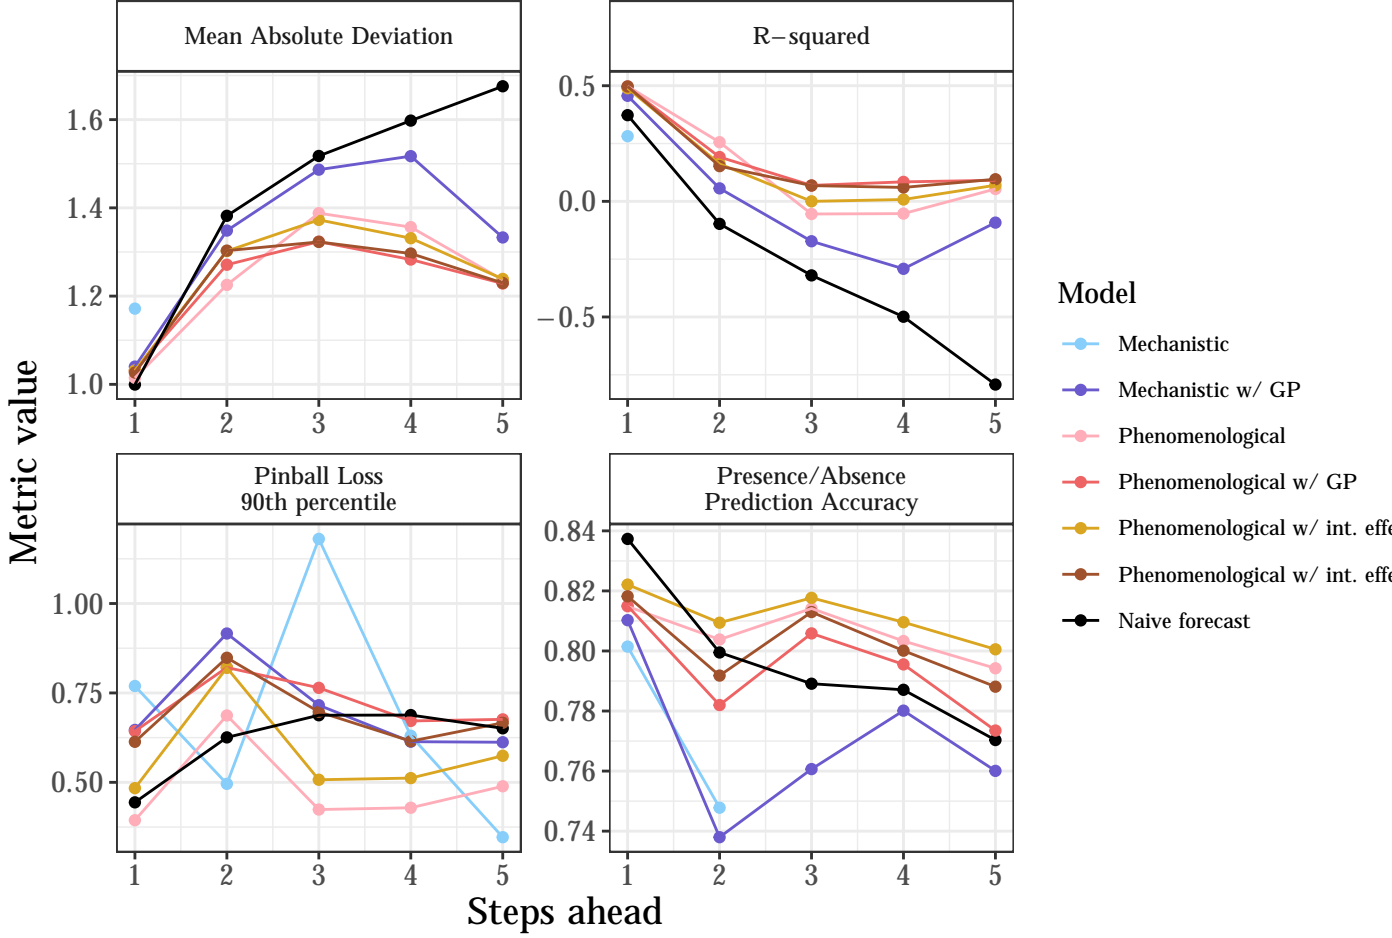 Mean Absolute Deviation
R−squared
1.6
1.4
1.2
1.0
1 2 3 4 5
0.5
0.0
−0.5
1 2 3 4 5
Pinball Loss
90th percentile
Presence/Absence
Prediction Accuracy
1.00
0.75
0.50
1 2 3 4 5
0.84
0.82
0.80
0.78
0.76
0.74
1 2 3 4 5
Metric value
Steps ahead
Model
Mechanistic
Mechanistic w/ GP
Phenomenological
Phenomenological w/ GP
Phenomenological w/ int. effe
Phenomenological w/ int. effe
Naive forecast